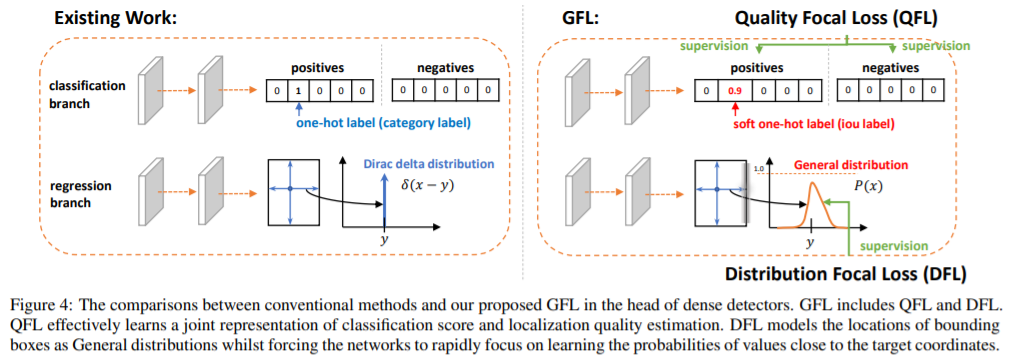 Existing Work:
GFL:
Quality Focal Loss (QFL)
supervision
supervision
classification
branch
positives
negatives
0 1 0 0 0
0 0 0 0 0
one-hot label (category label)
positives
negatives
0 0.9 0 0 0
0 0 0 0 0
soft one-hot label (iou label)
regression
branch
Dirac delta distribution
δ(x − y)
y
1.0
General distribution
P(x)
y
supervision
Distribution Focal Loss (DFL)
Figure 4: The comparisons between conventional methods and our proposed GFL in the head of dense detectors. GFL includes QFL and DFL.
QFL effectively learns a joint representation of classification score and localization quality estimation. DFL models the locations of bounding
boxes as General distributions whilst forcing the networks to rapidly focus on learning the probabilities of values close to the target coordinates.